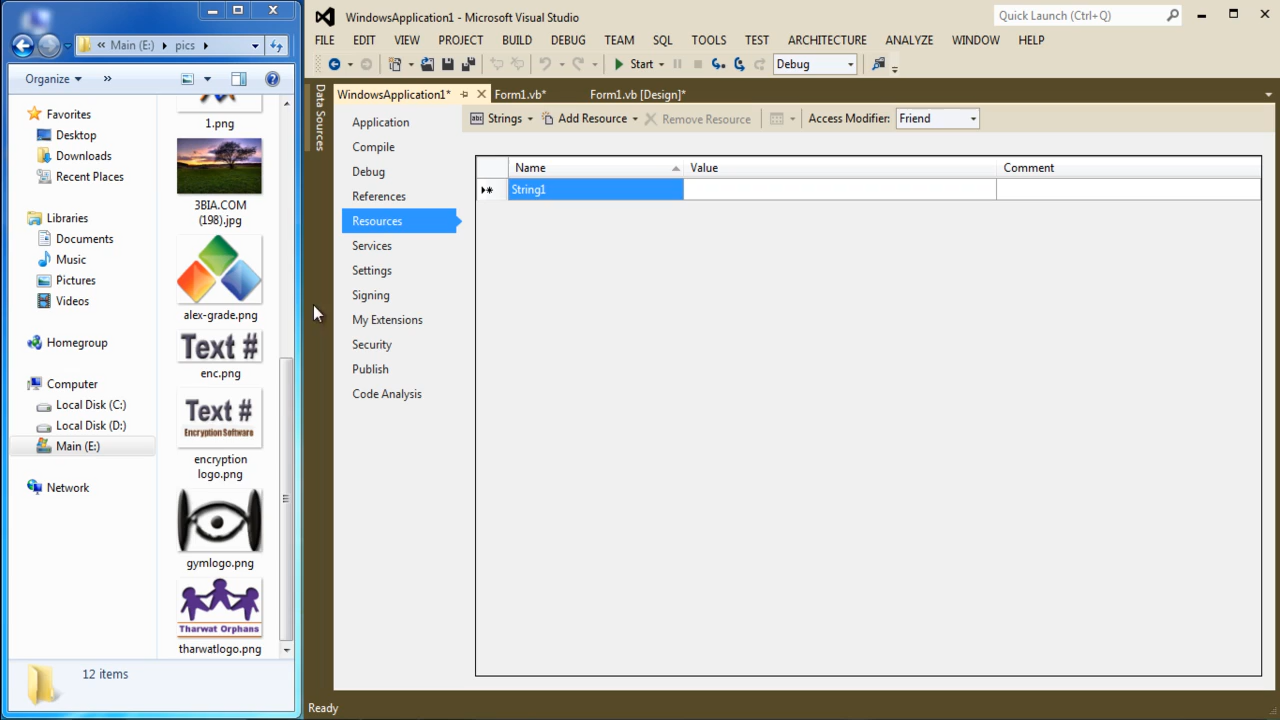 « Main (E:) ▸ pics ▸
Organize
»
Favorites
Desktop
Downloads
Recent Places
Libraries
Documents
Music
Pictures
Videos
Homegroup
Computer
Local Disk (C:)
Local Disk (D:)
Main (E:)
Network
1.png
3BIA.COM
(198).jpg
alex-grade.png
Text #
enc.png
Text #
Encryption Software
encryption
logo.png
gymlogo.png
Tharwat Orphans
tharwatlogo.png
12 items
WindowsApplication1 - Microsoft Visual Studio
Quick Launch (Ctrl+Q)
FILE EDIT VIEW PROJECT BUILD DEBUG TEAM SQL TOOLS TEST ARCHITECTURE ANALYZE WINDOW HELP
Start Debug
Data Sources
WindowsApplication1* Form1.vb* Form1.vb [Design]*
Application
Compile
Debug
References
Resources
Services
Settings
Signing
My Extensions
Security
Publish
Code Analysis
Strings Add Resource Remove Resource Access Modifier: Friend
Name Value Comment
String1
Ready